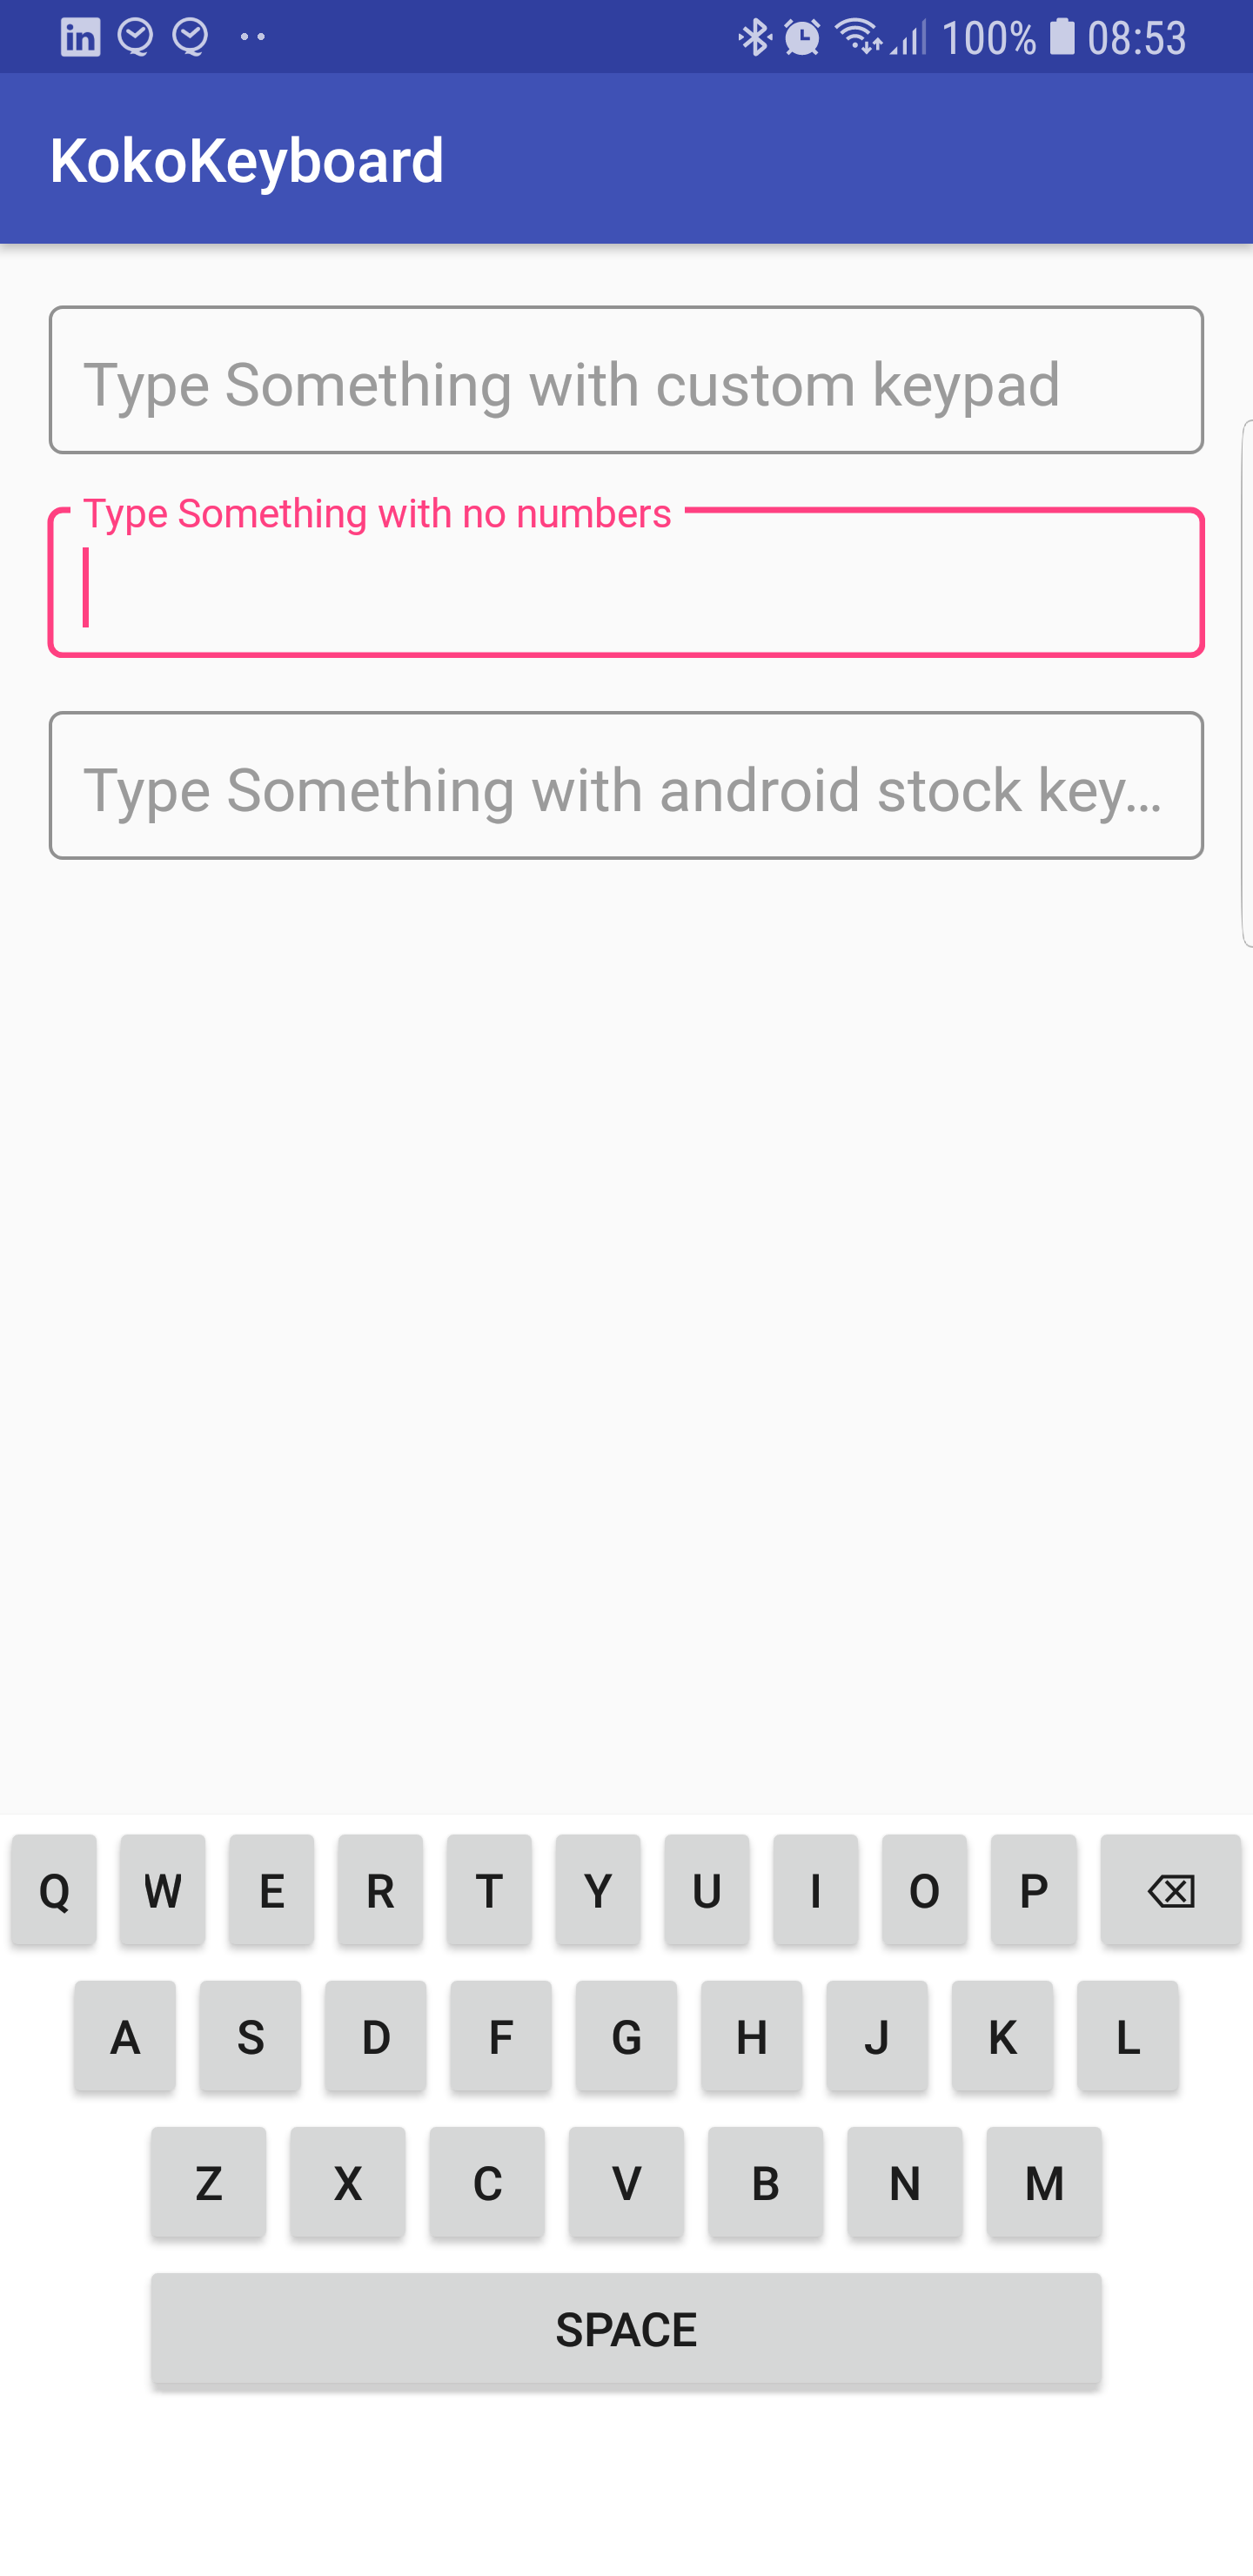 in 100% 08:53
KokoKeyboard
Type Something with custom keypad
Type Something with no numbers
Type Something with android stock key...
Q W E R T Y U I O P
A S D F G H J K L
Z X C V B N M
SPACE